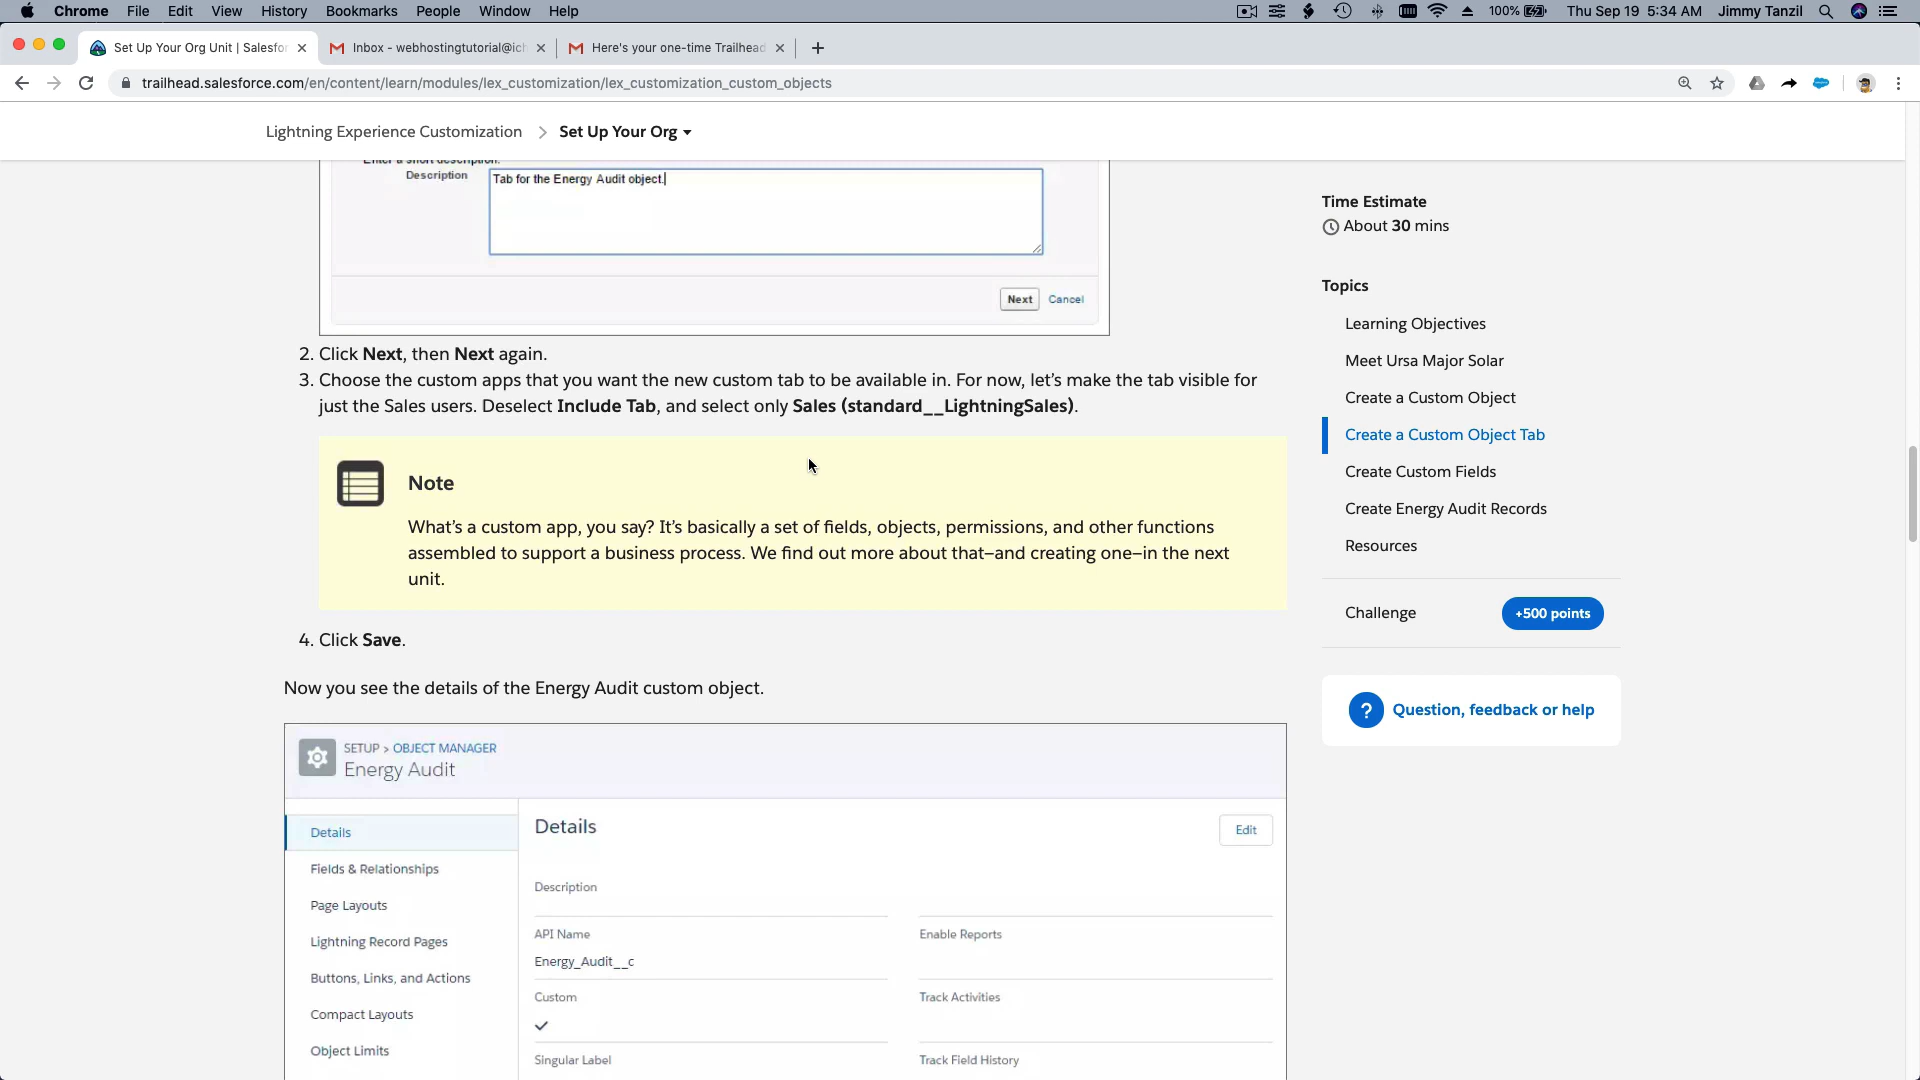 Chrome File Edit View History Bookmarks People Window Help 100% Thu Sep 19 5:34 AM Jimmy Tanzil
Set Up Your Org Unit | Salesfor Inbox - webhostingtutorial@ich Here's your one-time Trailhead
trailhead.salesforce.com/en/content/learn/modules/lex_customization/lex_customization_custom_objects
Lightning Experience Customization > Set Up Your Org
Enter a short description.
Description Tab for the Energy Audit object.
Next Cancel
2. Click Next, then Next again.
3. Choose the custom apps that you want the new custom tab to be available in. For now, let's make the tab visible for
just the Sales users. Deselect Include Tab, and select only Sales (standard__LightningSales).
Note
What's a custom app, you say? It's basically a set of fields, objects, permissions, and other functions
assembled to support a business process. We find out more about that—and creating one—in the next
unit.
4. Click Save.
Now you see the details of the Energy Audit custom object.
SETUP > OBJECT MANAGER
Energy Audit
Details
Fields & Relationships
Page Layouts
Lightning Record Pages
Buttons, Links, and Actions
Compact Layouts
Object Limits
Details Edit
Description
API Name Enable Reports
Energy_Audit__c
Custom Track Activities
Singular Label Track Field History
Time Estimate
About 30 mins
Topics
Learning Objectives
Meet Ursa Major Solar
Create a Custom Object
Create a Custom Object Tab
Create Custom Fields
Create Energy Audit Records
Resources
Challenge +500 points
? Question, feedback or help